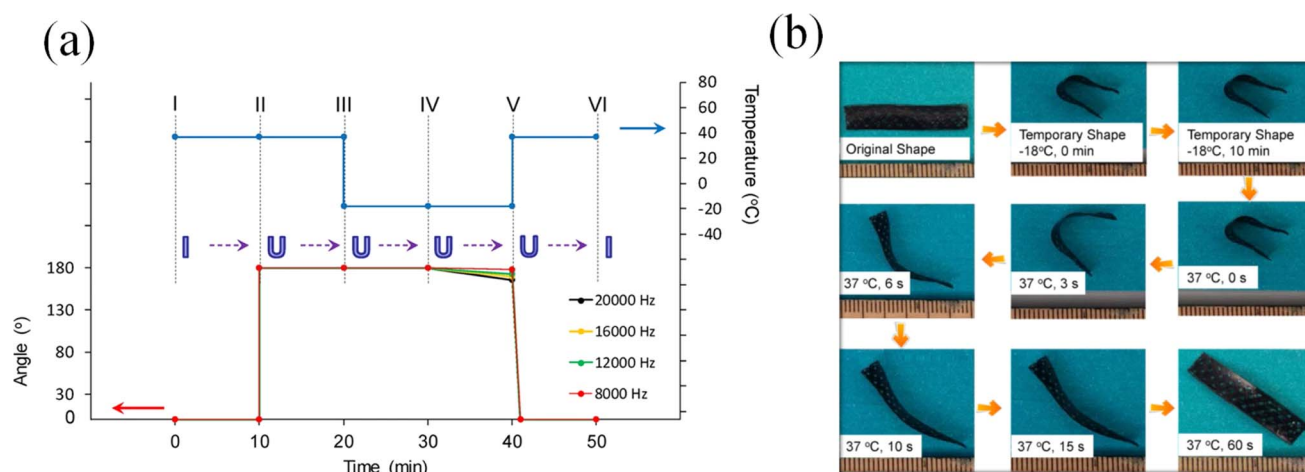 (a)
I II III IV V VI
80
60
40
20
0
-20
-40
Temperature (°C)
I U U U U I
180
130
80
30
0
Angle (°)
20000 Hz
16000 Hz
12000 Hz
8000 Hz
0 10 20 30 40 50
Time (min)
(b)
Original Shape
Temporary Shape
-18°C, 0 min
Temporary Shape
-18°C, 10 min
37 °C, 6 s
37 °C, 3 s
37 °C, 0 s
37 °C, 10 s
37 °C, 15 s
37 °C, 60 s